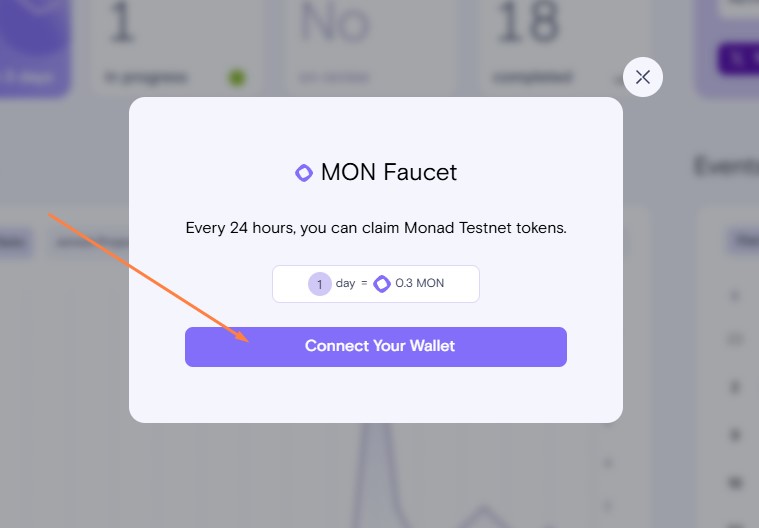 1
No
18
in progress
completed
Events
MON Faucet
Every 24 hours, you can claim Monad Testnet tokens.
1 day = 0.3 MON
Connect Your Wallet